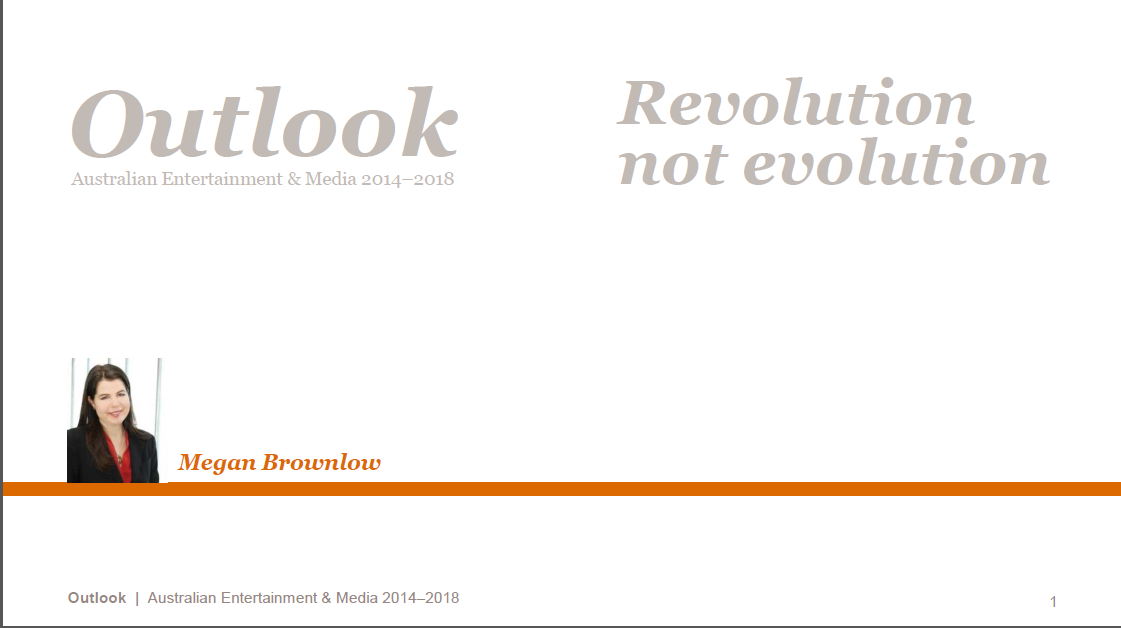 Outlook
Australian Entertainment & Media 2014–2018
Revolution
not evolution
Megan Brownlow
Outlook | Australian Entertainment & Media 2014–2018
1